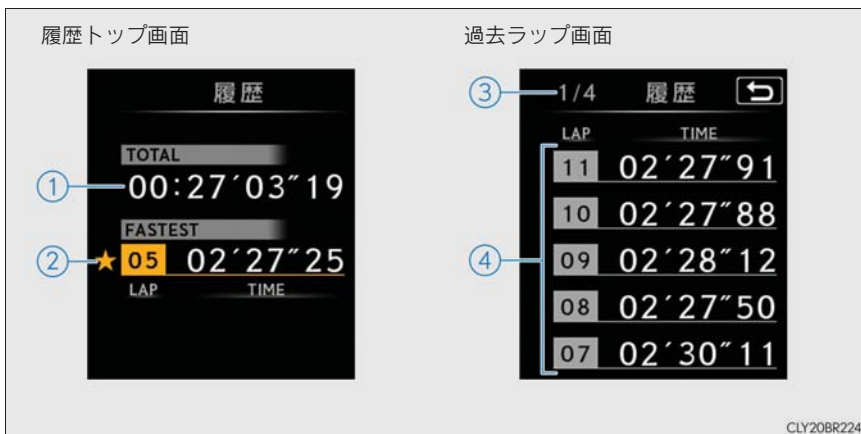 履歴トップ画面
履歴
TOTAL
① 00:27′03″19
FASTEST
② ★ 05 02′27″25
LAP TIME
過去ラップ画面
③ 1/4 履歴
LAP TIME
11 02′27″91
10 02′27″88
④ 09 02′28″12
08 02′27″50
07 02′30″11
CLY20BR224